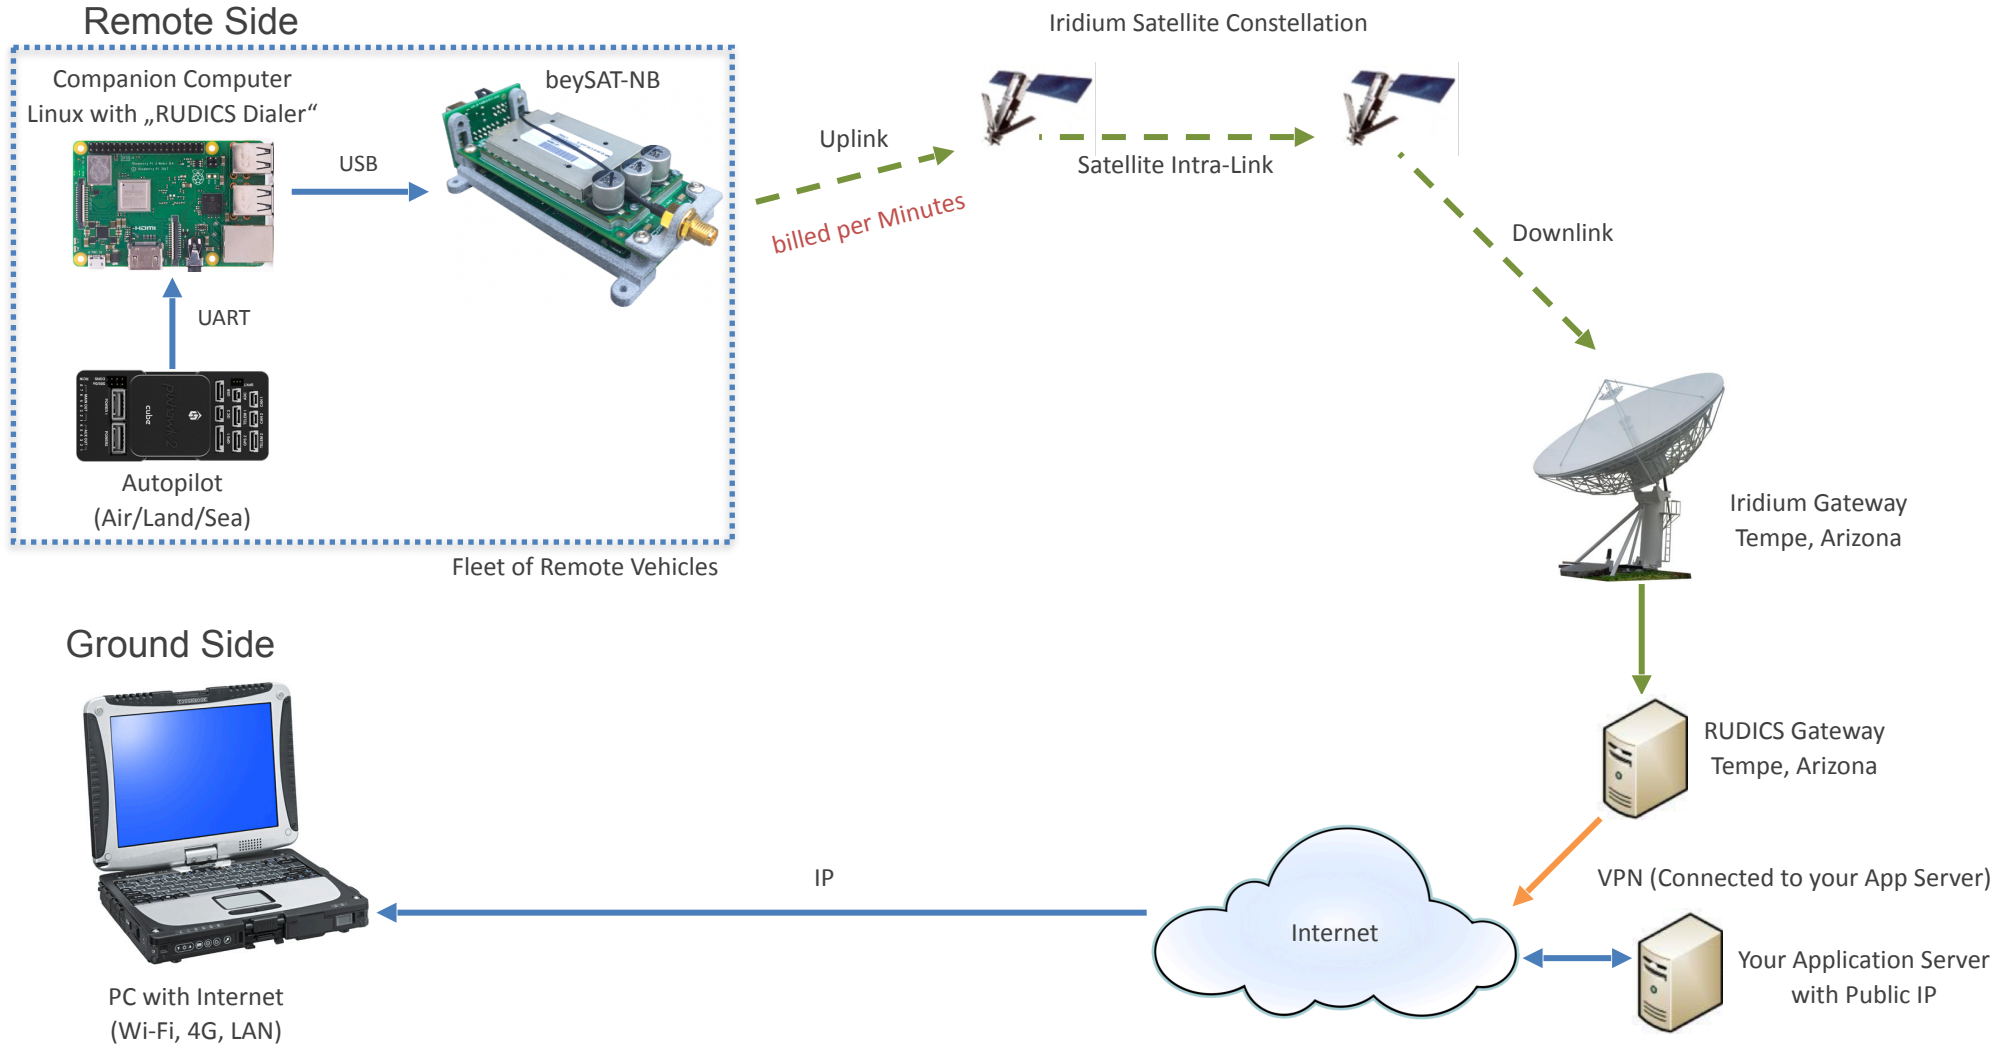 Remote Side
Companion Computer
Linux with „RUDICS Dialer“
beySAT-NB
USB
HDMI
UART
cube
Autopilot
(Air/Land/Sea)
Fleet of Remote Vehicles
Iridium Satellite Constellation
Uplink
billed per Minutes
Satellite Intra-Link
Downlink
Iridium Gateway
Tempe, Arizona
RUDICS Gateway
Tempe, Arizona
VPN (Connected to your App Server)
Your Application Server
with Public IP
Internet
IP
Ground Side
PC with Internet
(Wi-Fi, 4G, LAN)